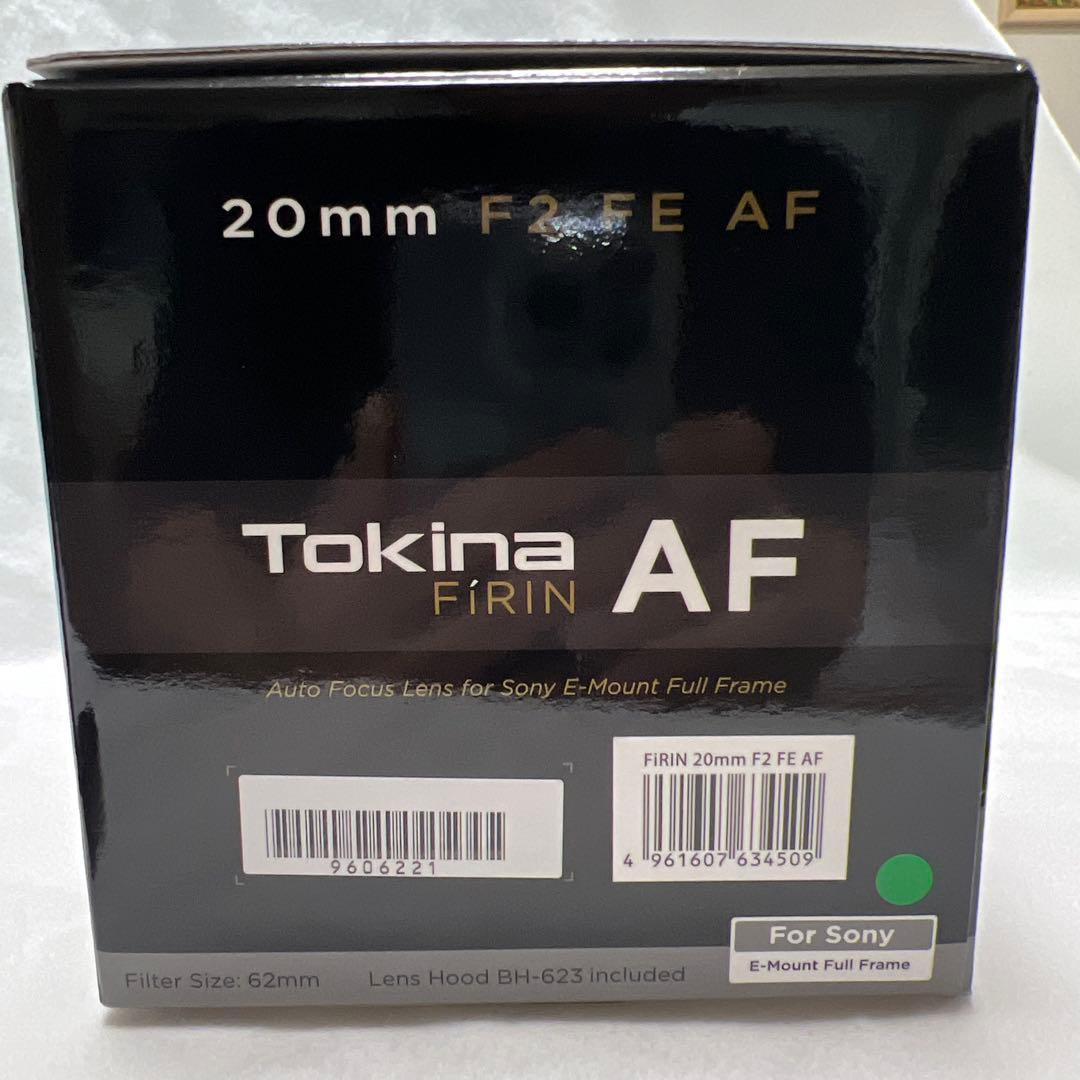 20mm F2 FE AF
Tokina AF
FíRIN
Auto Focus Lens for Sony E-Mount Full Frame
FiRIN 20mm F2 FE AF
9606221
4 961607 634509
For Sony
E-Mount Full Frame
Filter Size: 62mm Lens Hood BH-623 included